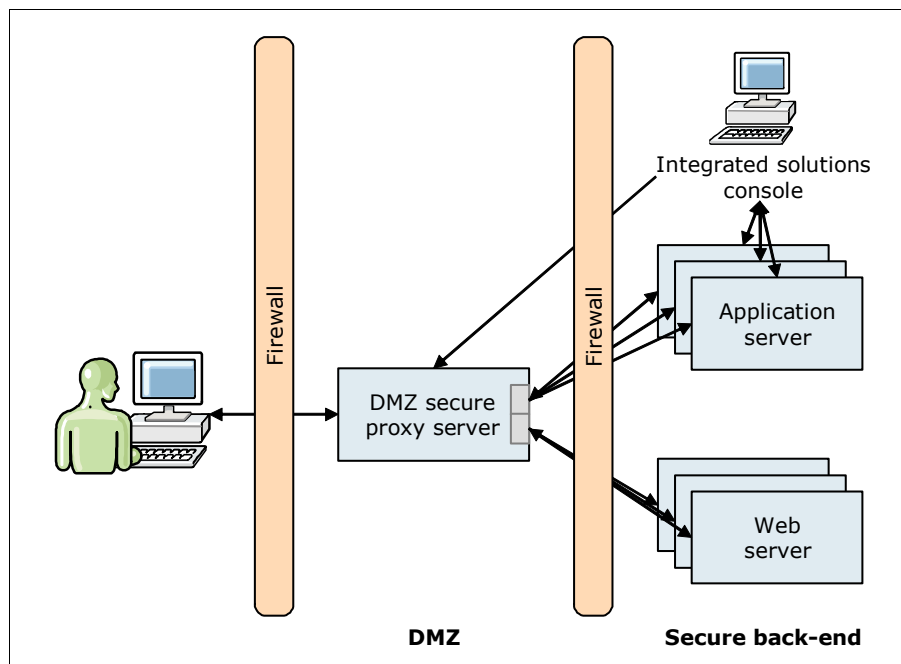 Integrated solutions
console
Firewall
Firewall
Application
server
DMZ secure
proxy server
Web
server
DMZ
Secure back-end